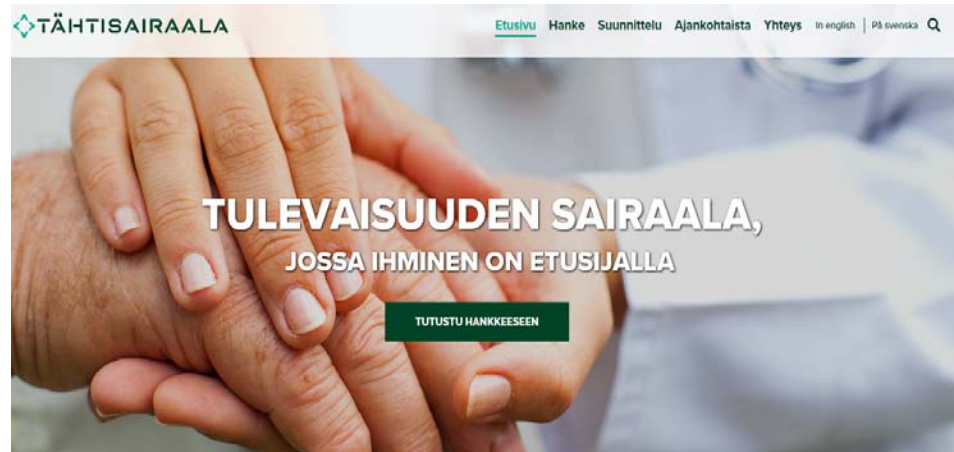 TÄHTISAIRAALA
Etusivu Hanke Suunnittelu Ajankohtaista Yhteys In english | På svenska
TULEVAISUUDEN SAIRAALA,
JOSSA IHMINEN ON ETUSIJALLA
TUTUSTU HANKKEESEEN